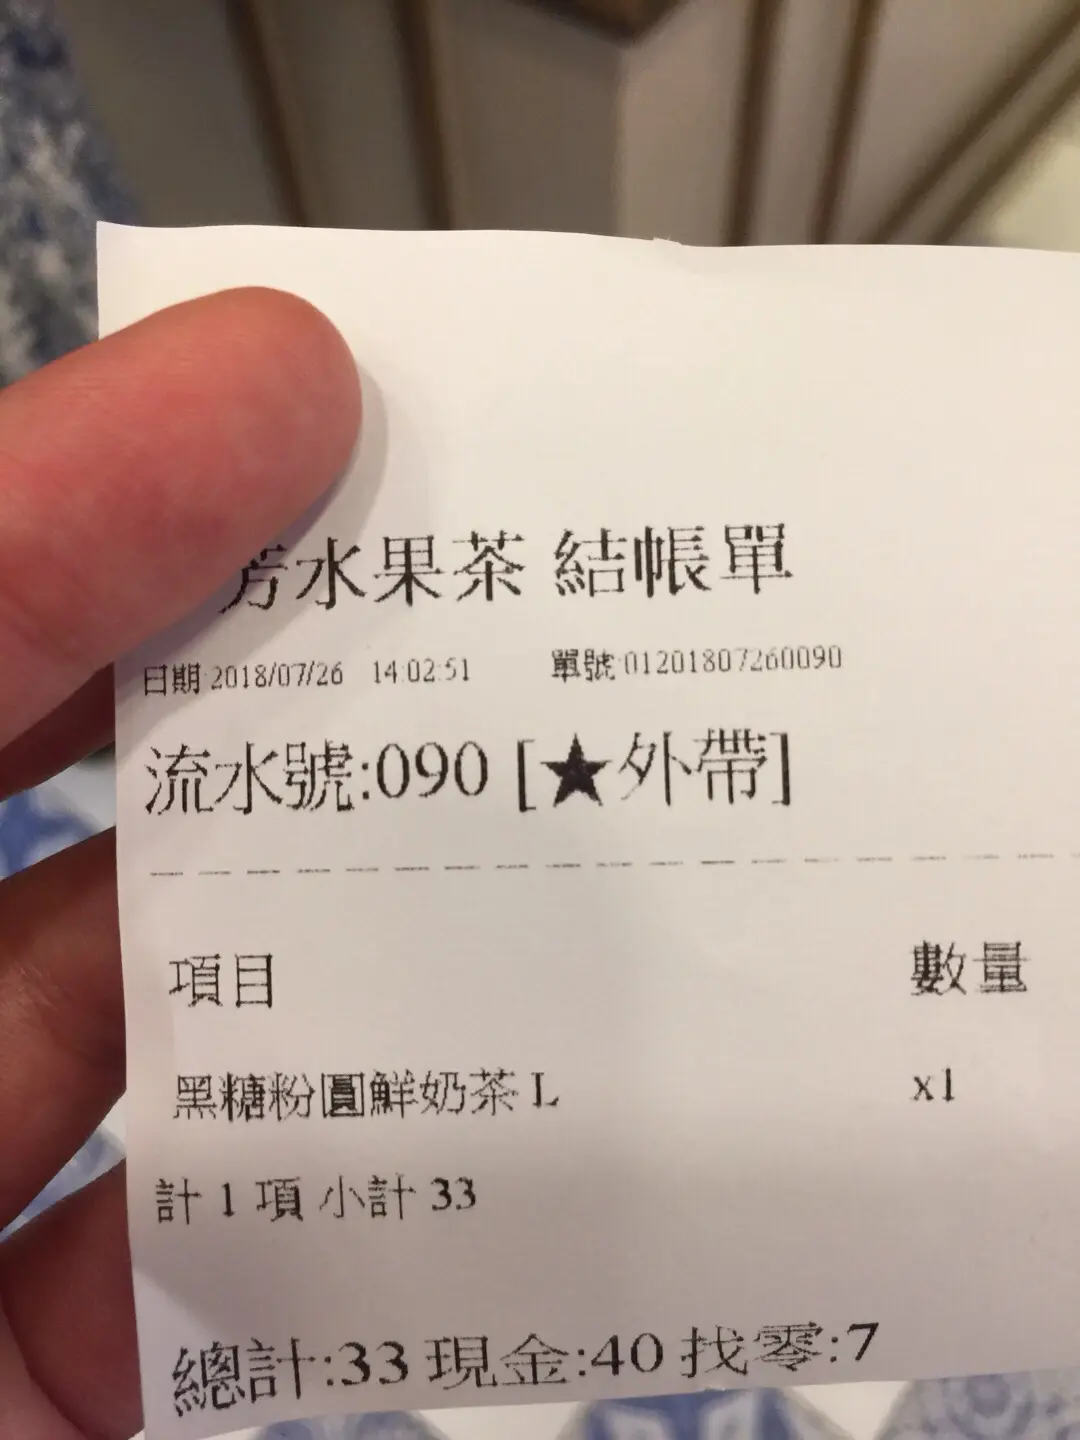 芳水果茶 結帳單
日期:2018/07/26 14:02:51 單號:01201807260090
流水號:090 [★外帶]
項目 數量
黑糖粉圓鮮奶茶 L x1
計 1 項 小計 33
總計:33 現金:40 找零:7